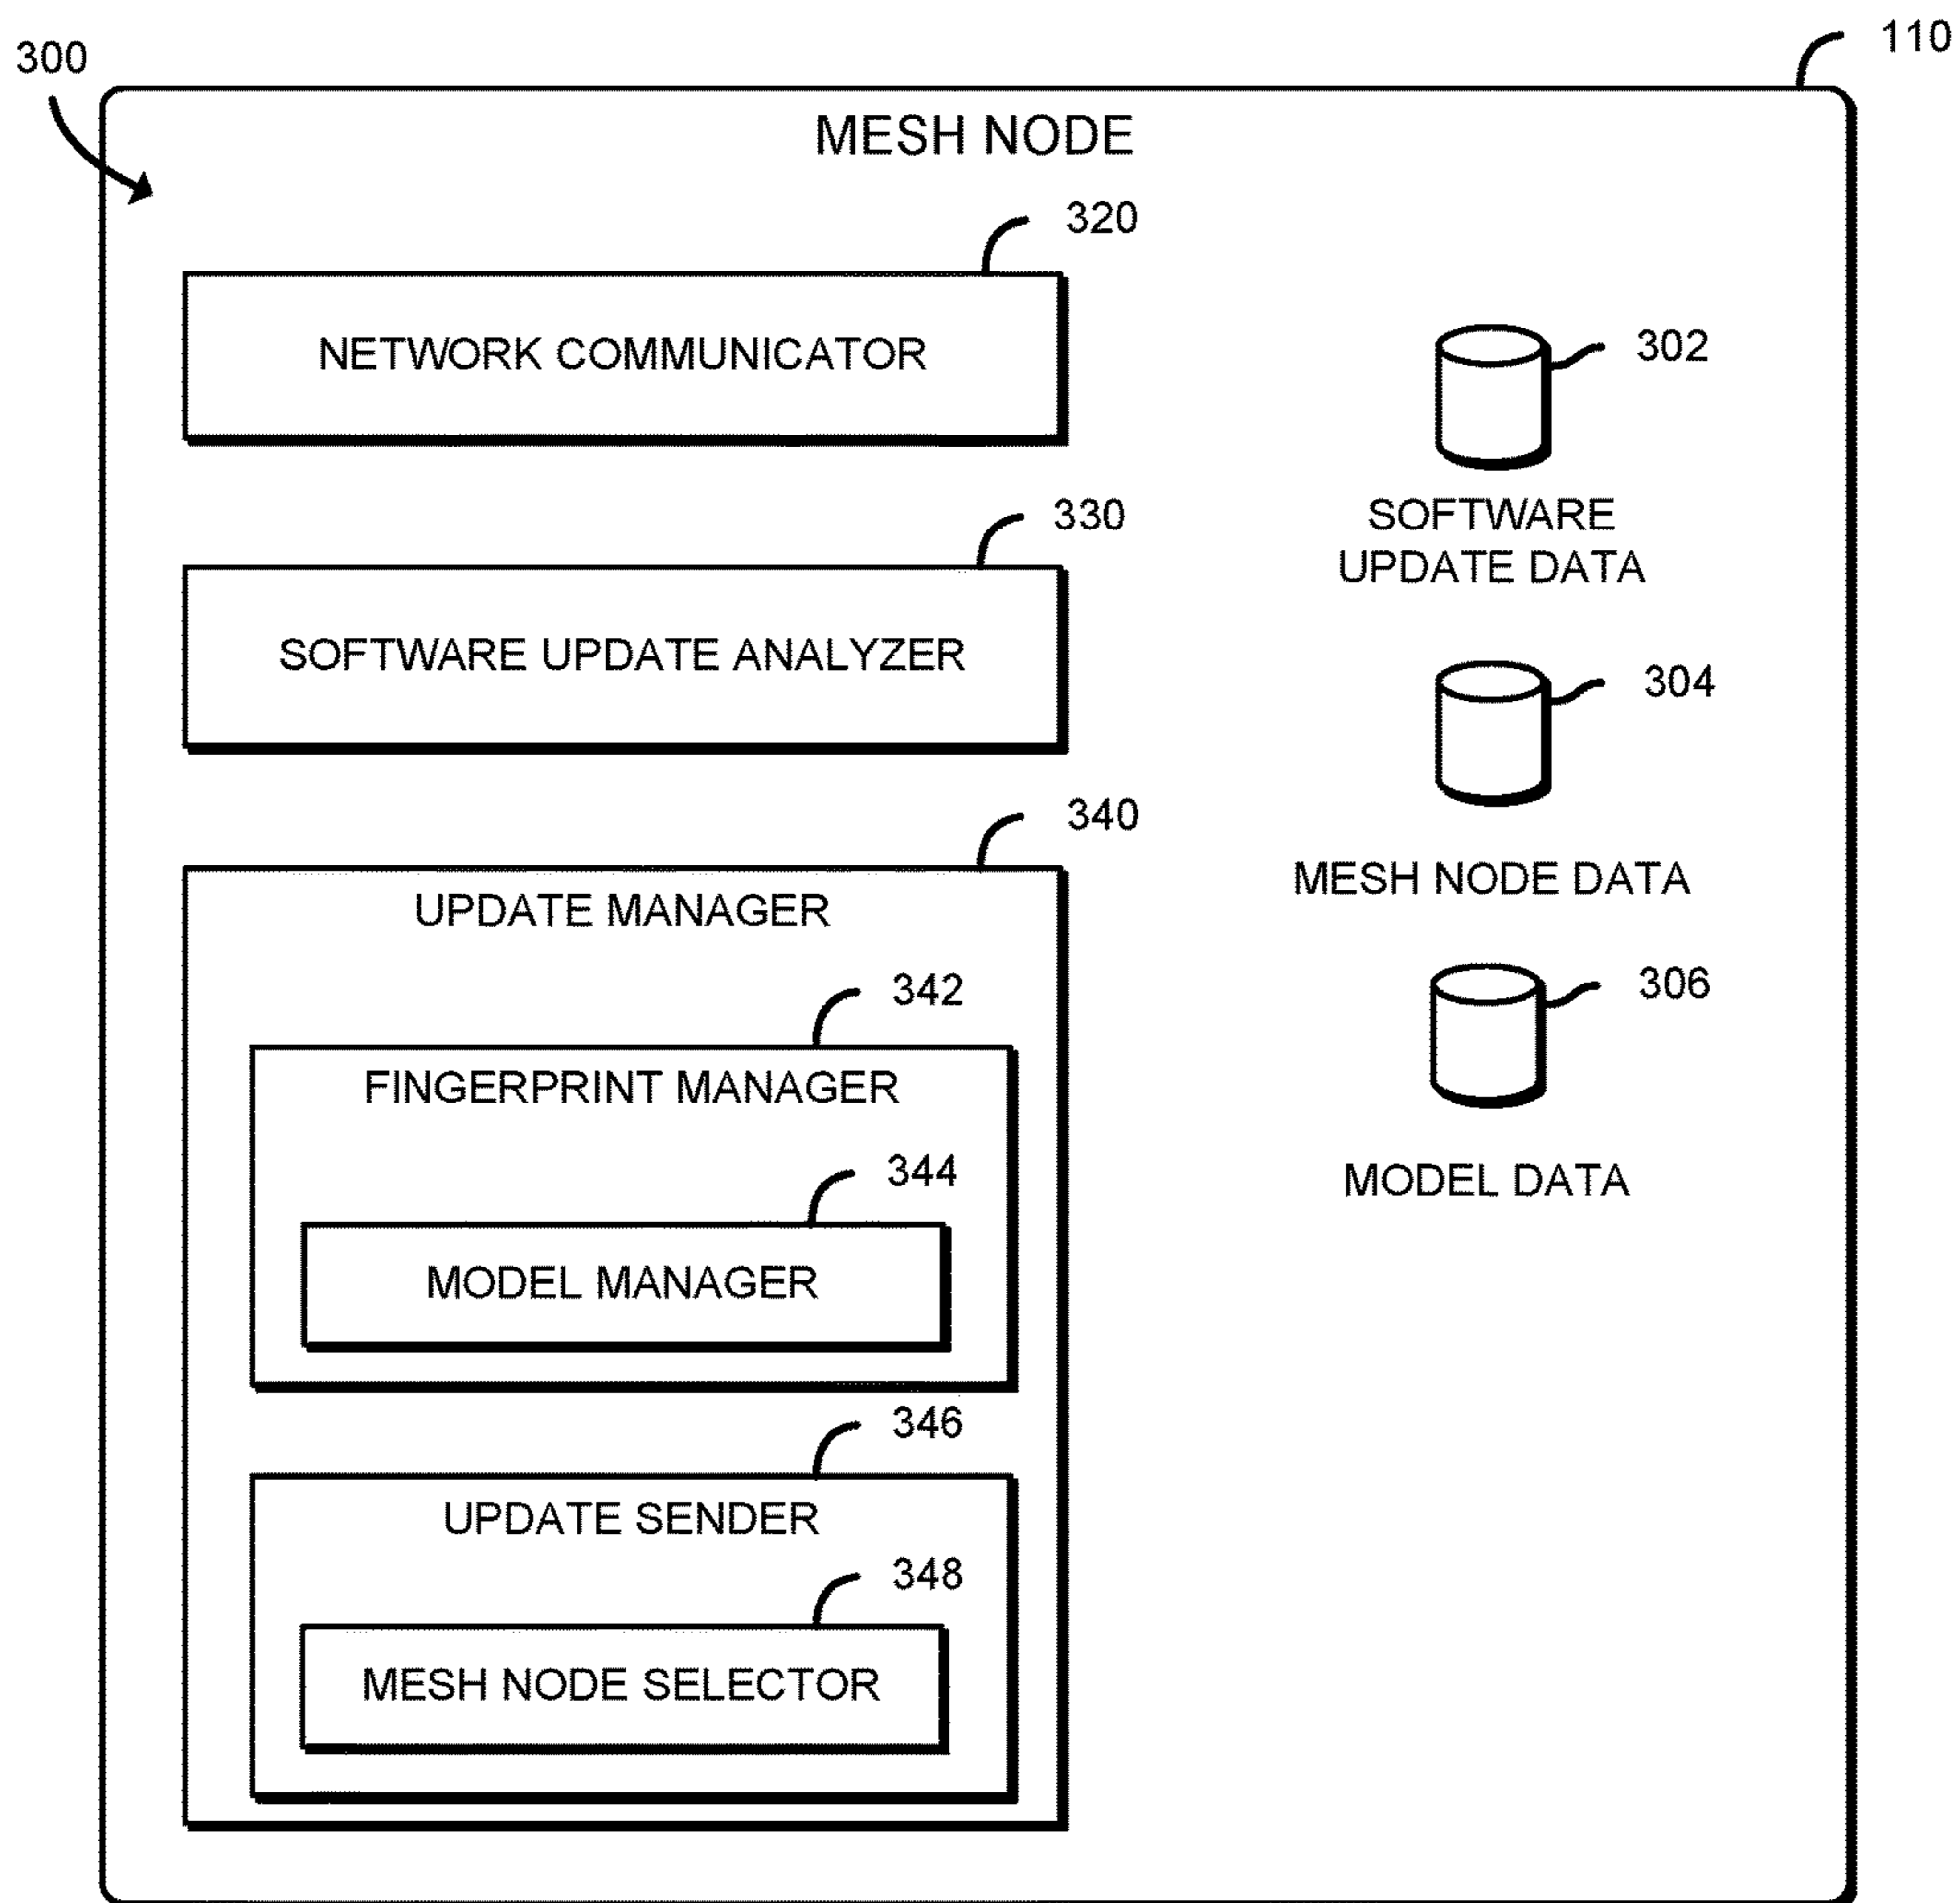 300
110
MESH NODE
320
NETWORK COMMUNICATOR
302
SOFTWARE
UPDATE DATA
330
SOFTWARE UPDATE ANALYZER
304
MESH NODE DATA
340
UPDATE MANAGER
306
MODEL DATA
342
FINGERPRINT MANAGER
344
MODEL MANAGER
346
UPDATE SENDER
348
MESH NODE SELECTOR